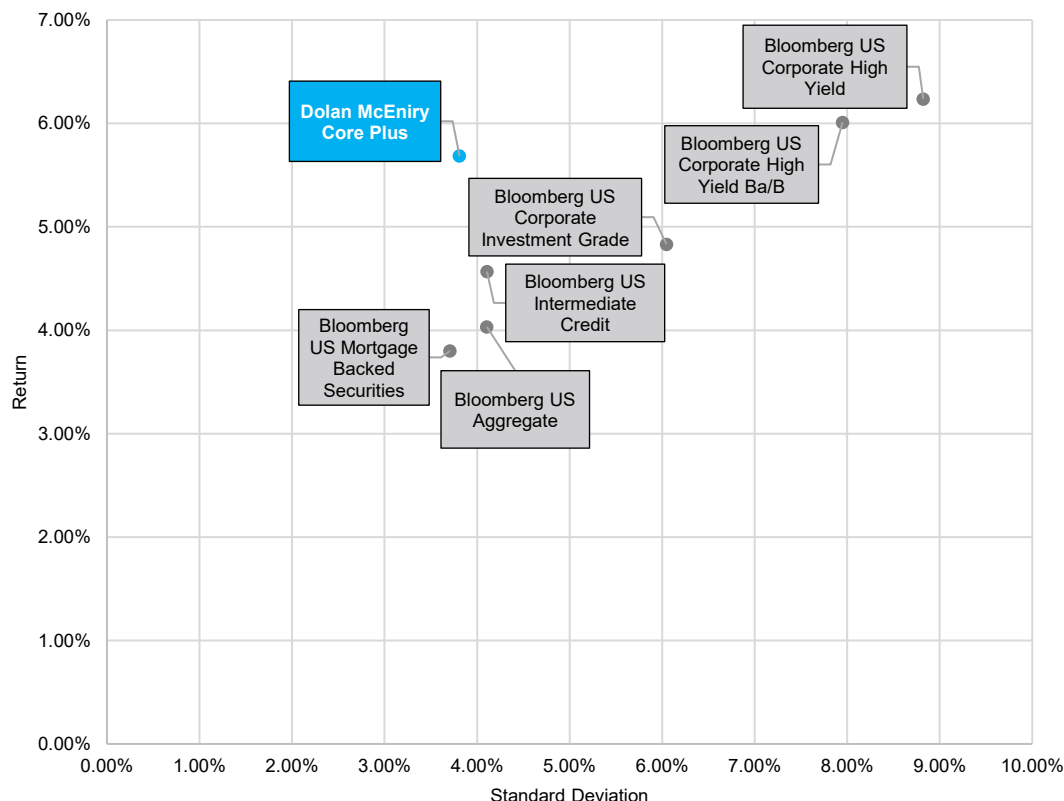 7.00%
Bloomberg US
Corporate High
Yield
Dolan McEniry
Core Plus
6.00%
Bloomberg US
Corporate High
Yield Ba/B
Bloomberg US
Corporate
Investment Grade
5.00%
Bloomberg US
Intermediate
Credit
4.00%
Bloomberg
US Mortgage
Backed
Securities
Bloomberg US
Aggregate
Return
3.00%
2.00%
1.00%
0.00%
0.00% 1.00% 2.00% 3.00% 4.00% 5.00% 6.00% 7.00% 8.00% 9.00% 10.00%
Standard Deviation